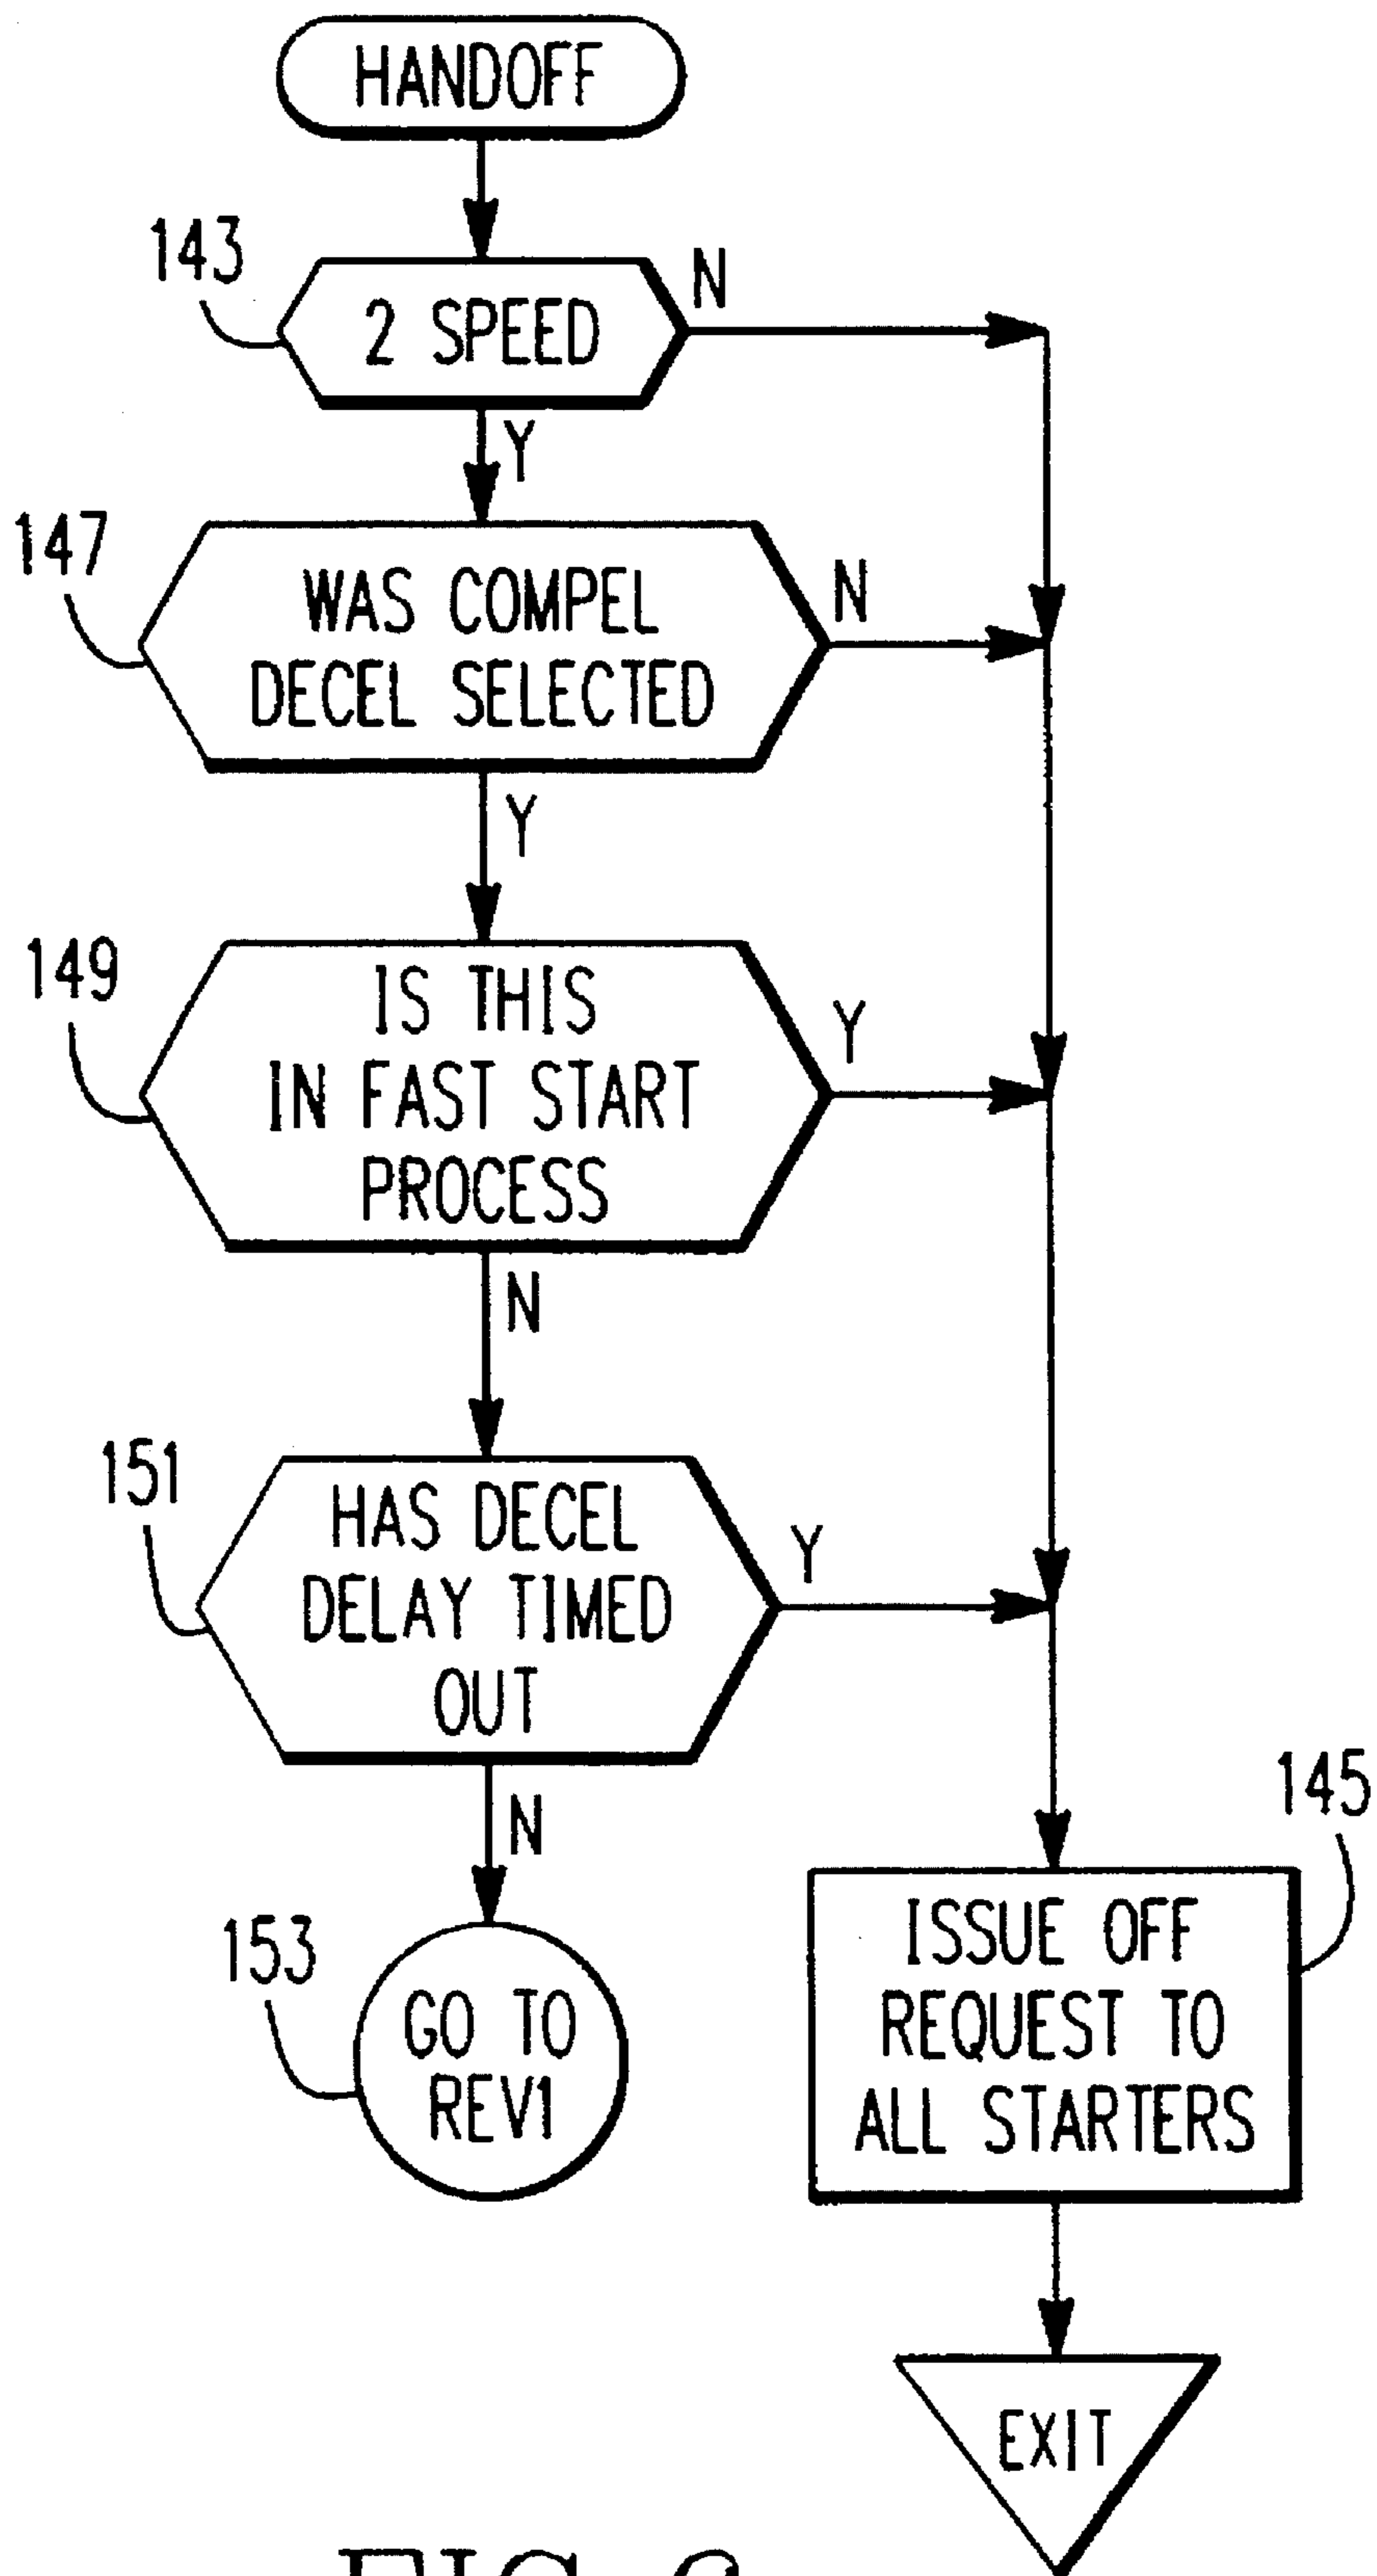 HANDOFF
143
2 SPEED
N
Y
147
WAS COMPEL
DECEL SELECTED
N
Y
149
IS THIS
IN FAST START
PROCESS
Y
N
151
HAS DECEL
DELAY TIMED
OUT
Y
N
153
GO TO
REV1
145
ISSUE OFF
REQUEST TO
ALL STARTERS
EXIT